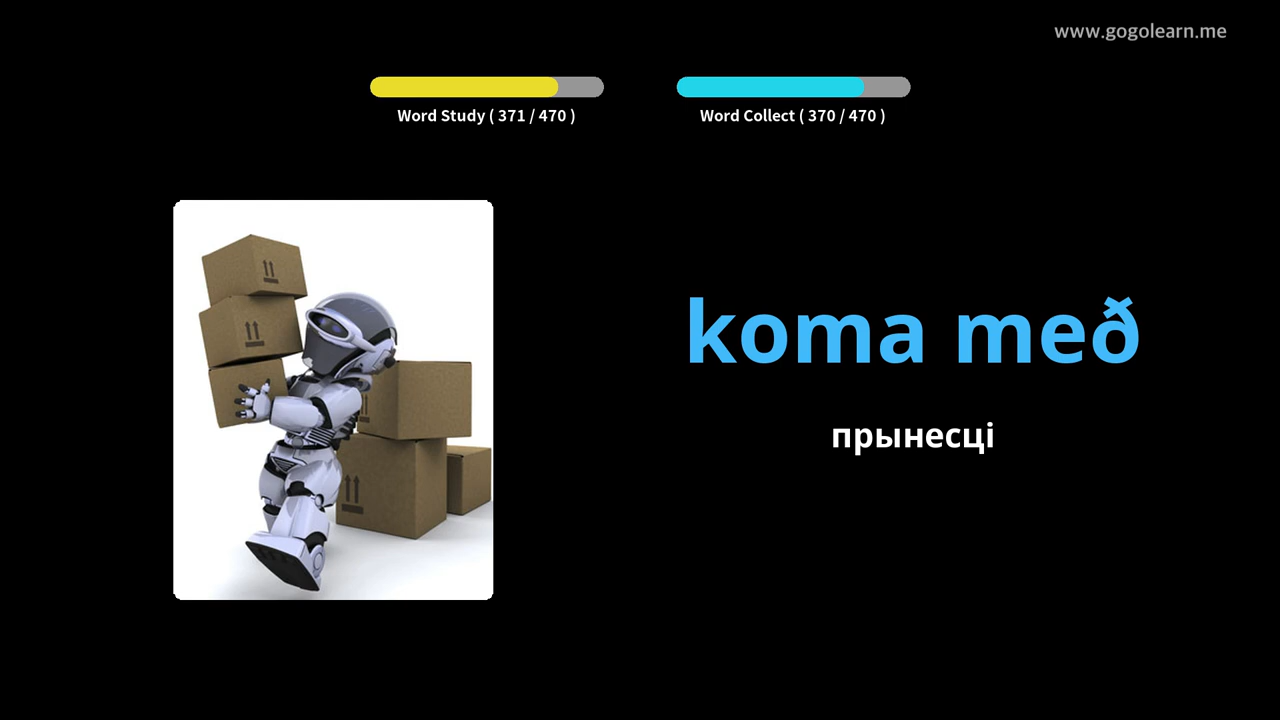 www.gogolearn.me
Word Study ( 371 / 470 )
Word Collect ( 370 / 470 )
koma með
прынесці